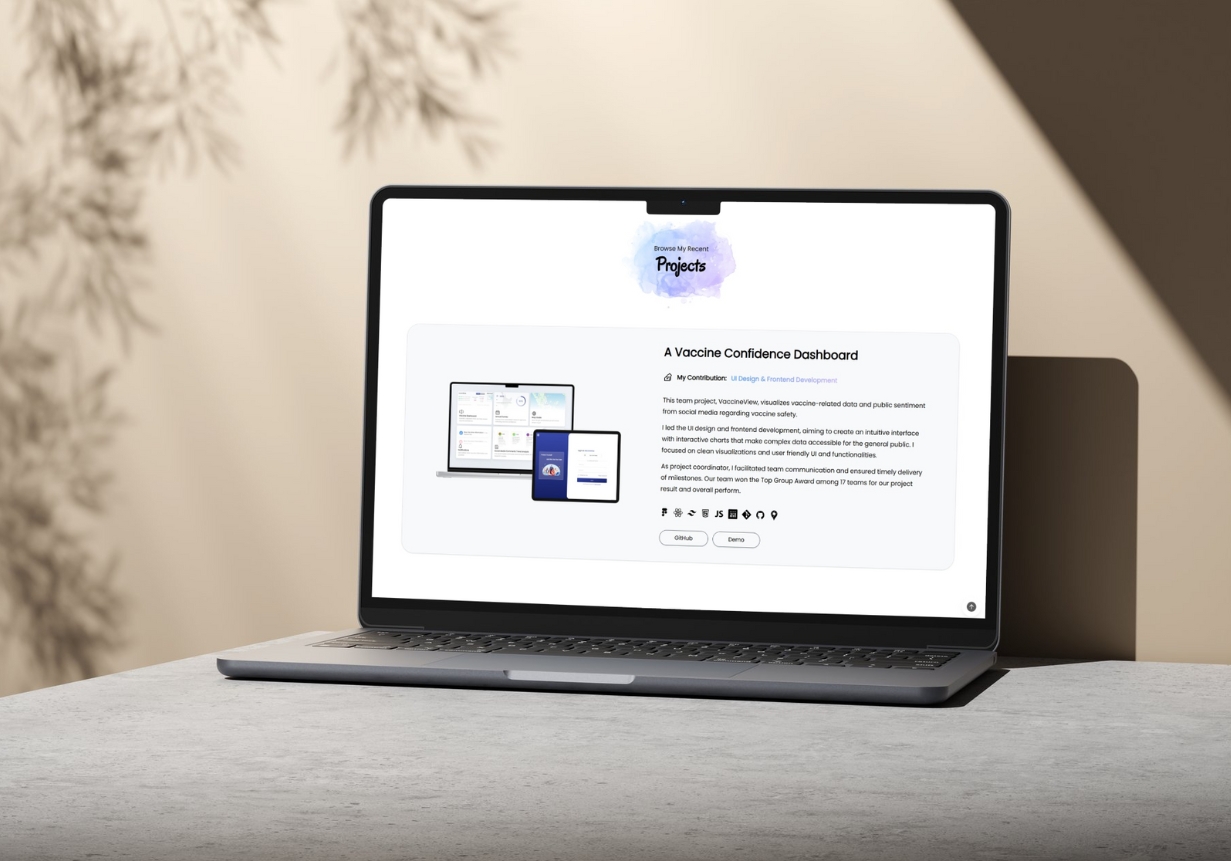 Browse My Recent
Projects
A Vaccine Confidence Dashboard
My Contribution: UI Design & Frontend Development
This team project, VaccineView, visualizes vaccine-related data and public sentiment
from social media regarding vaccine safety.
I led the UI design and frontend development, aiming to create an intuitive interface
with interactive charts that make complex data accessible for the general public. I
focused on clean visualizations and user friendly UI and functionalities.
As project coordinator, I facilitated team communication and ensured timely delivery
of milestones. Our team won the Top Group Award among 17 teams for our project
result and overall perform.
JS
GitHub
Demo